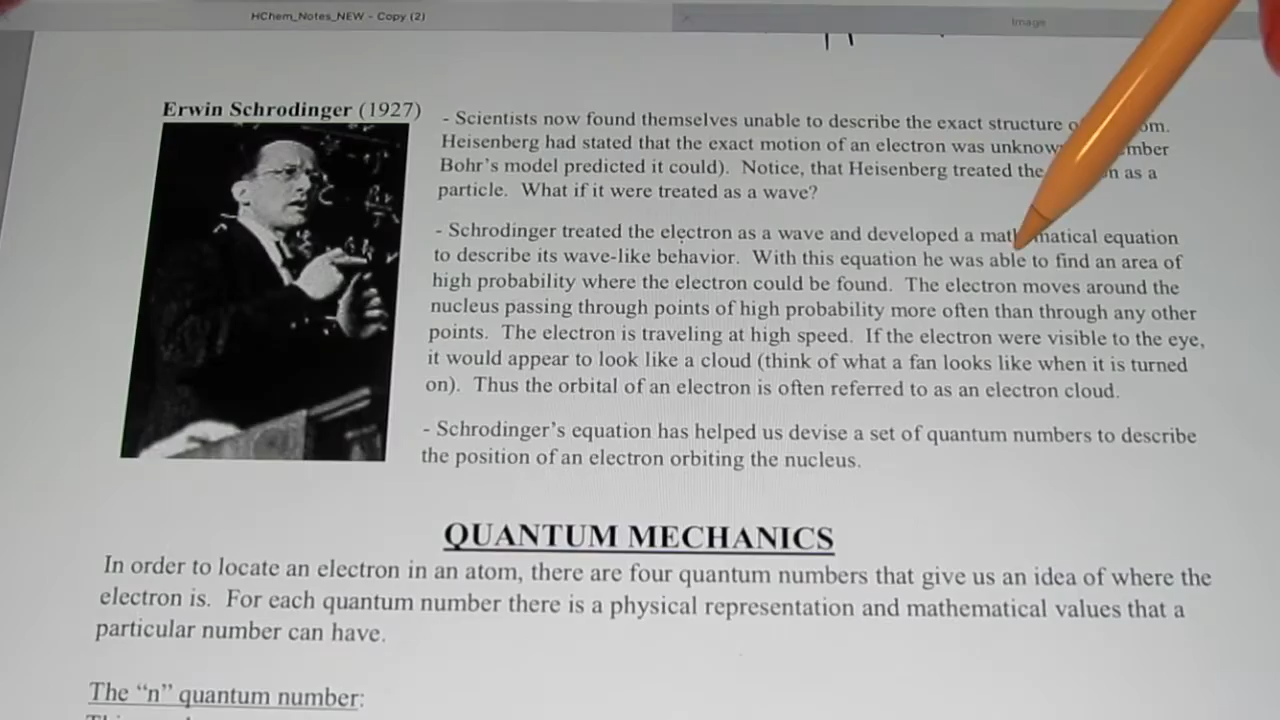 HChem_Notes_NEW - Copy (2)
Image
Erwin Schrodinger (1927)
- Scientists now found themselves unable to describe the exact structure
Heisenberg had stated that the exact motion of an electron was
Bohr's model predicted it could). Notice, that Heisenberg treated the as a
particle. What if it were treated as a wave?
- Schrodinger treated the electron as a wave and developed a mathematical equation
to describe its wave-like behavior. With this equation he was able to find an area of
high probability where the electron could be found. The electron moves around the
nucleus passing through points of high probability more often than through any other
points. The electron is traveling at high speed. If the electron were visible to the eye,
it would appear to look like a cloud (think of what a fan looks like when it is turned
on). Thus the orbital of an electron is often referred to as an electron cloud.
- Schrodinger's equation has helped us devise a set of quantum numbers to describe
the position of an electron orbiting the nucleus.
QUANTUM MECHANICS
In order to locate an electron in an atom, there are four quantum numbers that give us an idea of where the
electron is. For each quantum number there is a physical representation and mathematical values that a
particular number can have.
The "n" quantum number: